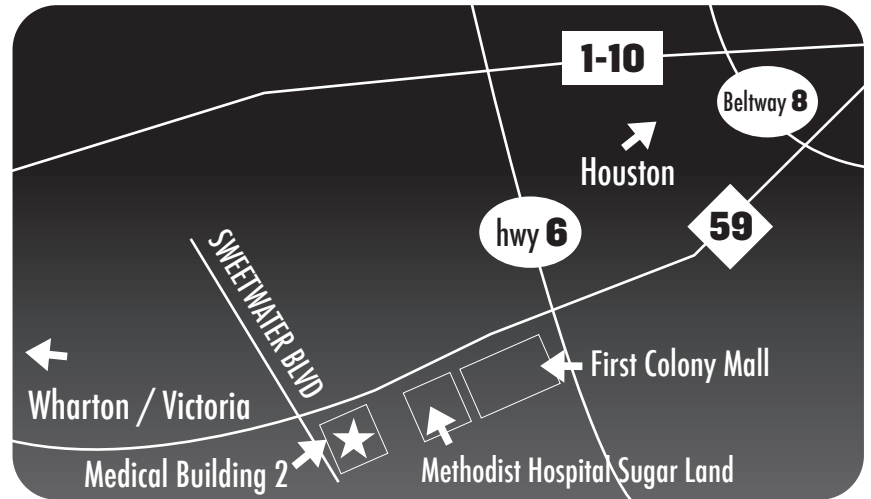 1-10
Beltway 8
Houston
59
hwy 6
SWEETWATER BLVD
First Colony Mall
Wharton / Victoria
Medical Building 2
Methodist Hospital Sugar Land